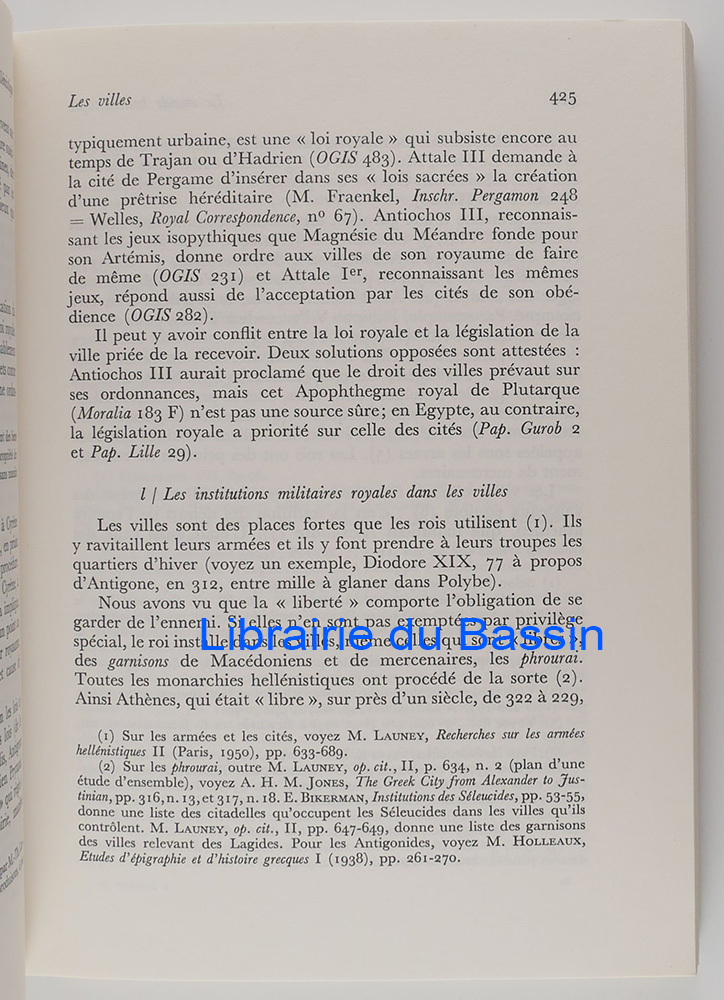 Les villes 425
typiquement urbaine, est une « loi royale » qui subsiste encore au
temps de Trajan ou d'Hadrien (OGIS 483). Attale III demande à
la cité de Pergame d'insérer dans ses « lois sacrées » la création
d'une prêtrise héréditaire (M. Fraenkel, Inschr. Pergamon 248
= Welles, Royal Correspondence, nº 67). Antiochos III, reconnais-
sant les jeux isopythiques que Magnésie du Méandre fonde pour
son Artémis, donne ordre aux villes de son royaume de faire
de même (OGIS 231) et Attale Ier, reconnaissant les mêmes
jeux, répond aussi de l'acceptation par les cités de son obé-
dience (OGIS 282).
Il peut y avoir conflit entre la loi royale et la législation de la
ville priée de la recevoir. Deux solutions opposées sont attestées :
Antiochos III aurait proclamé que le droit des villes prévaut sur
ses ordonnances, mais cet Apophthegme royal de Plutarque
(Moralia 183 F) n'est pas une source sûre; en Egypte, au contraire,
la législation royale a priorité sur celle des cités (Pap. Gurob 2
et Pap. Lille 29).
l / Les institutions militaires royales dans les villes
Les villes sont des places fortes que les rois utilisent (1). Ils
y ravitaillent leurs armées et ils y font prendre à leurs troupes les
quartiers d'hiver (voyez un exemple, Diodore XIX, 77 à propos
d'Antigone, en 312, entre mille à glaner dans Polybe).
Nous avons vu que la « liberté » comporte l'obligation de se
garder de l'ennemi. Si elles n'en sont pas exemptées par privilège
spécial, le roi installe dans les villes, même celles qui sont « libres »,
Librairie du Bassin
des garnisons de Macédoniens et de mercenaires, les phrourai.
Toutes les monarchies hellénistiques ont procédé de la sorte (2).
Ainsi Athènes, qui était « libre », sur près d'un siècle, de 322 à 229,
(1) Sur les armées et les cités, voyez M. LAUNEY, Recherches sur les armées
hellénistiques II (Paris, 1950), pp. 633-689.
(2) Sur les phrourai, outre M. LAUNEY, op. cit., II, p. 634, n. 2 (plan d'une
étude d'ensemble), voyez A. H. M. JONES, The Greek City from Alexander to Jus-
tinian, pp. 316, n. 13, et 317, n. 18. E. BIKERMAN, Institutions des Séleucides, pp. 53-55,
donne une liste des citadelles qu'occupent les Séleucides dans les villes qu'ils
contrôlent. M. LAUNEY, op. cit., II, pp. 647-649, donne une liste des garnisons
des villes relevant des Lagides. Pour les Antigonides, voyez M. HOLLEAUX,
Etudes d'épigraphie et d'histoire grecques I (1938), pp. 261-270.